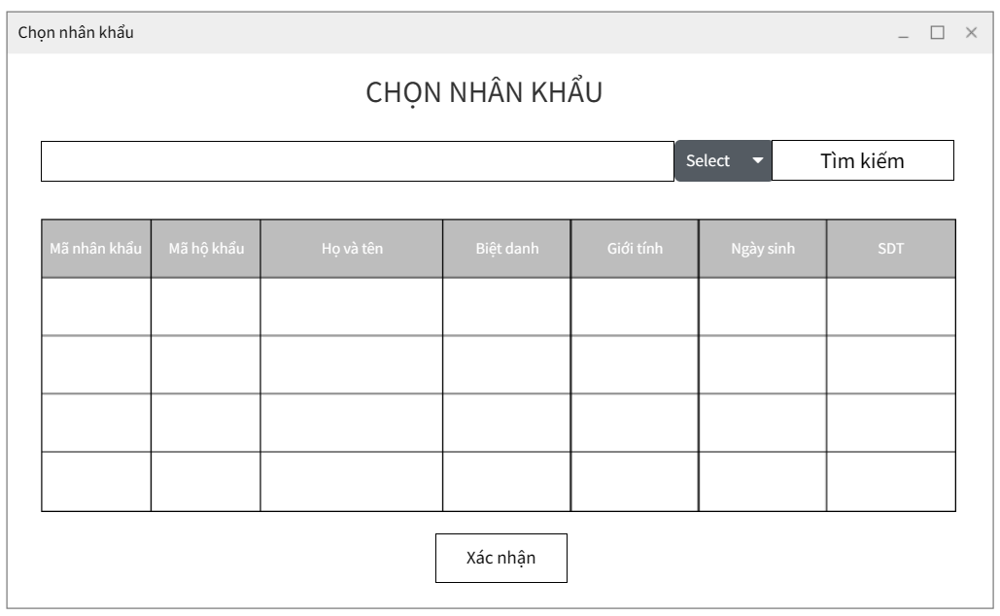 Chọn nhân khẩu
CHỌN NHÂN KHẨU
Select Tìm kiếm
Mã nhân khẩu Mã hộ khẩu Họ và tên Biệt danh Giới tính Ngày sinh SDT
Xác nhận